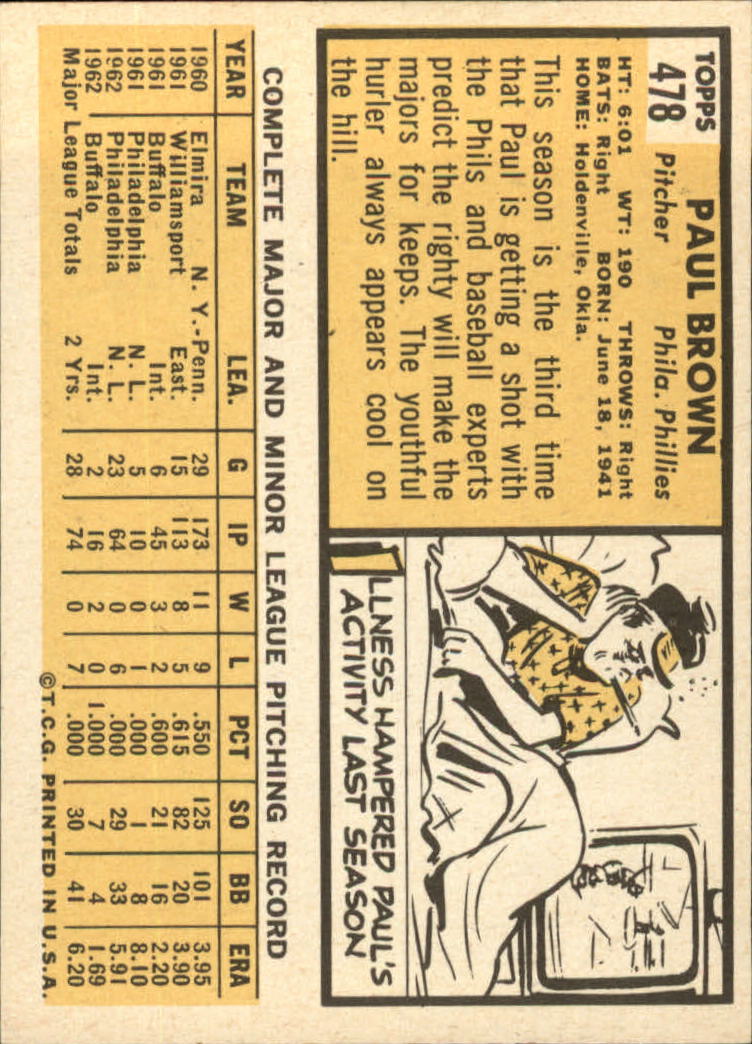 TOPPS
478
PAUL BROWN
Pitcher Phila. Phillies
HT: 6:01 WT: 190 THROWS: Right
BATS: Right BORN: June 18, 1941
HOME: Holdenville, Okla.
This season is the third time
that Paul is getting a shot with
the Phils and baseball experts
predict the righty will make the
majors for keeps. The youthful
hurler always appears cool on
the hill.
ILLNESS HAMPERED PAUL'S
ACTIVITY LAST SEASON
COMPLETE MAJOR AND MINOR LEAGUE PITCHING RECORD
YEAR TEAM LEA. G IP W L PCT SO BB ERA
1960 Elmira N. Y.-Penn. 29 173 11 9 .550 125 101 3.95
1961 Williamsport East. 15 113 8 5 .615 82 20 3.90
1961 Buffalo Int. 6 45 3 2 .600 21 16 2.20
1961 Philadelphia N. L. 5 10 0 1 .000 1 8 8.10
1962 Philadelphia N. L. 23 64 0 6 .000 29 33 5.91
1962 Buffalo Int. 2 16 2 0 1.000 7 4 1.69
Major League Totals 2 Yrs. 28 74 0 7 .000 30 41 6.20
©T.C.G. PRINTED IN U.S.A.